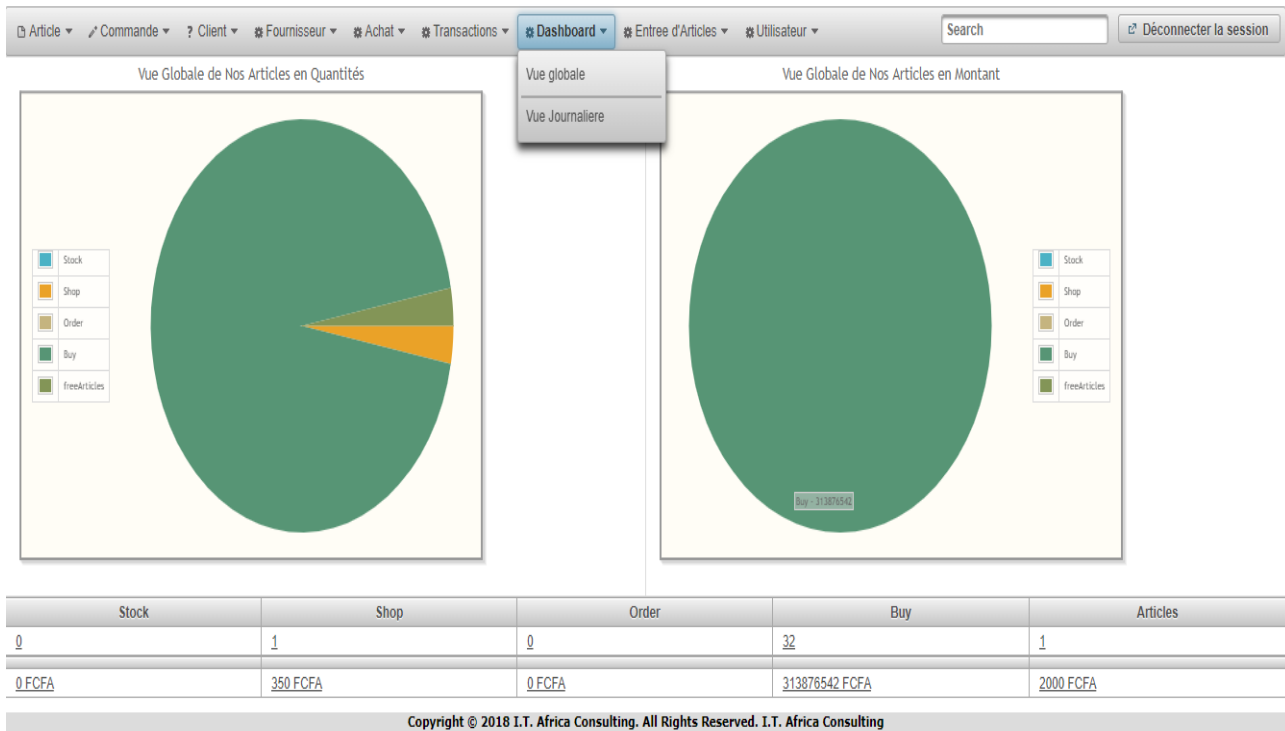 Article Commande ? Client Fournisseur Achat Transactions Dashboard Entree d'Articles Utilisateur Search Déconnecter la session
Vue globale
Vue Journaliere
Vue Globale de Nos Articles en Quantités
Stock
Shop
Order
Buy
freeArticles
Vue Globale de Nos Articles en Montant
Buy - 313876542
Stock
Shop
Order
Buy
freeArticles
Stock Shop Order Buy Articles
0 1 0 32 1
0 FCFA 350 FCFA 0 FCFA 313876542 FCFA 2000 FCFA
Copyright © 2018 I.T. Africa Consulting. All Rights Reserved. I.T. Africa Consulting